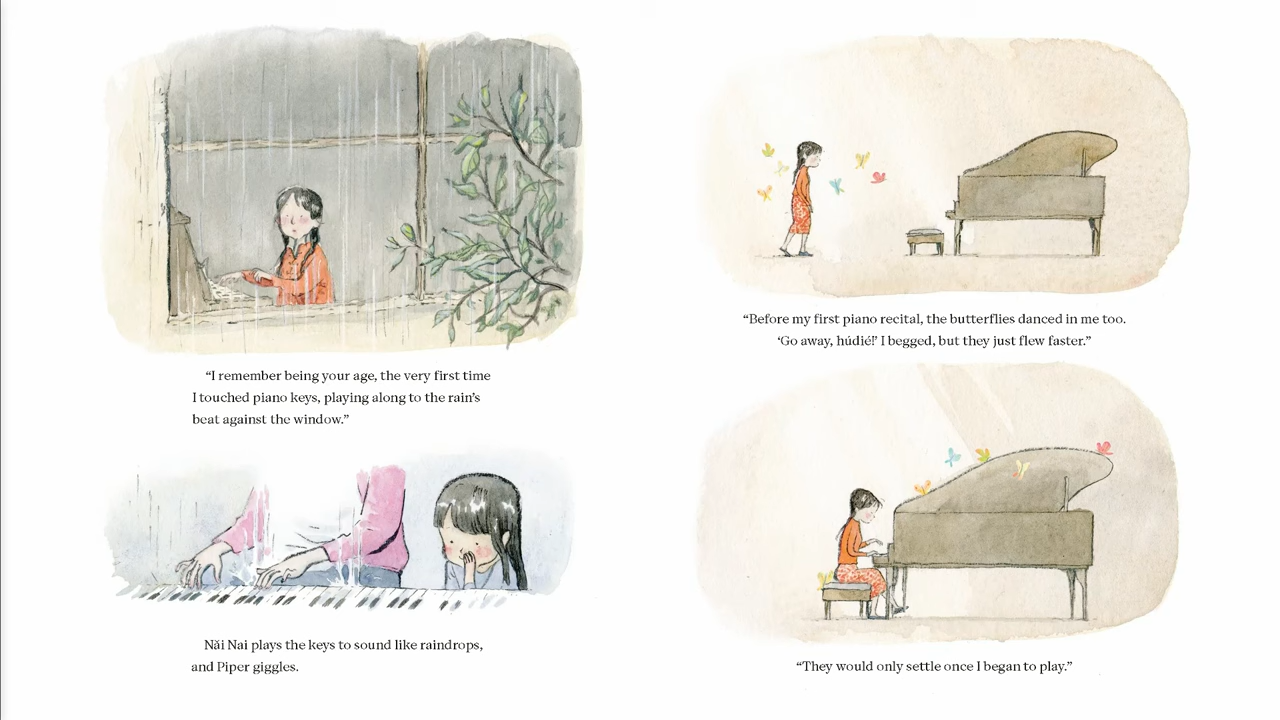 “I remember being your age, the very first time
I touched piano keys, playing along to the rain’s
beat against the window.”
Năi Nai plays the keys to sound like raindrops,
and Piper giggles.
“Before my first piano recital, the butterflies danced in me too.
‘Go away, húdié!’ I begged, but they just flew faster.”
“They would only settle once I began to play.”